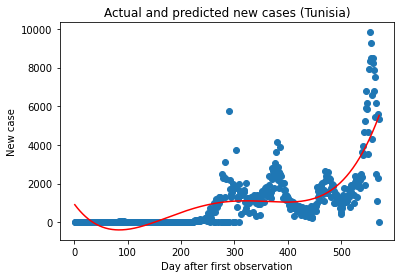 Actual and predicted new cases (Tunisia)
10000
8000
6000
4000
2000
0
New case
0 100 200 300 400 500
Day after first observation